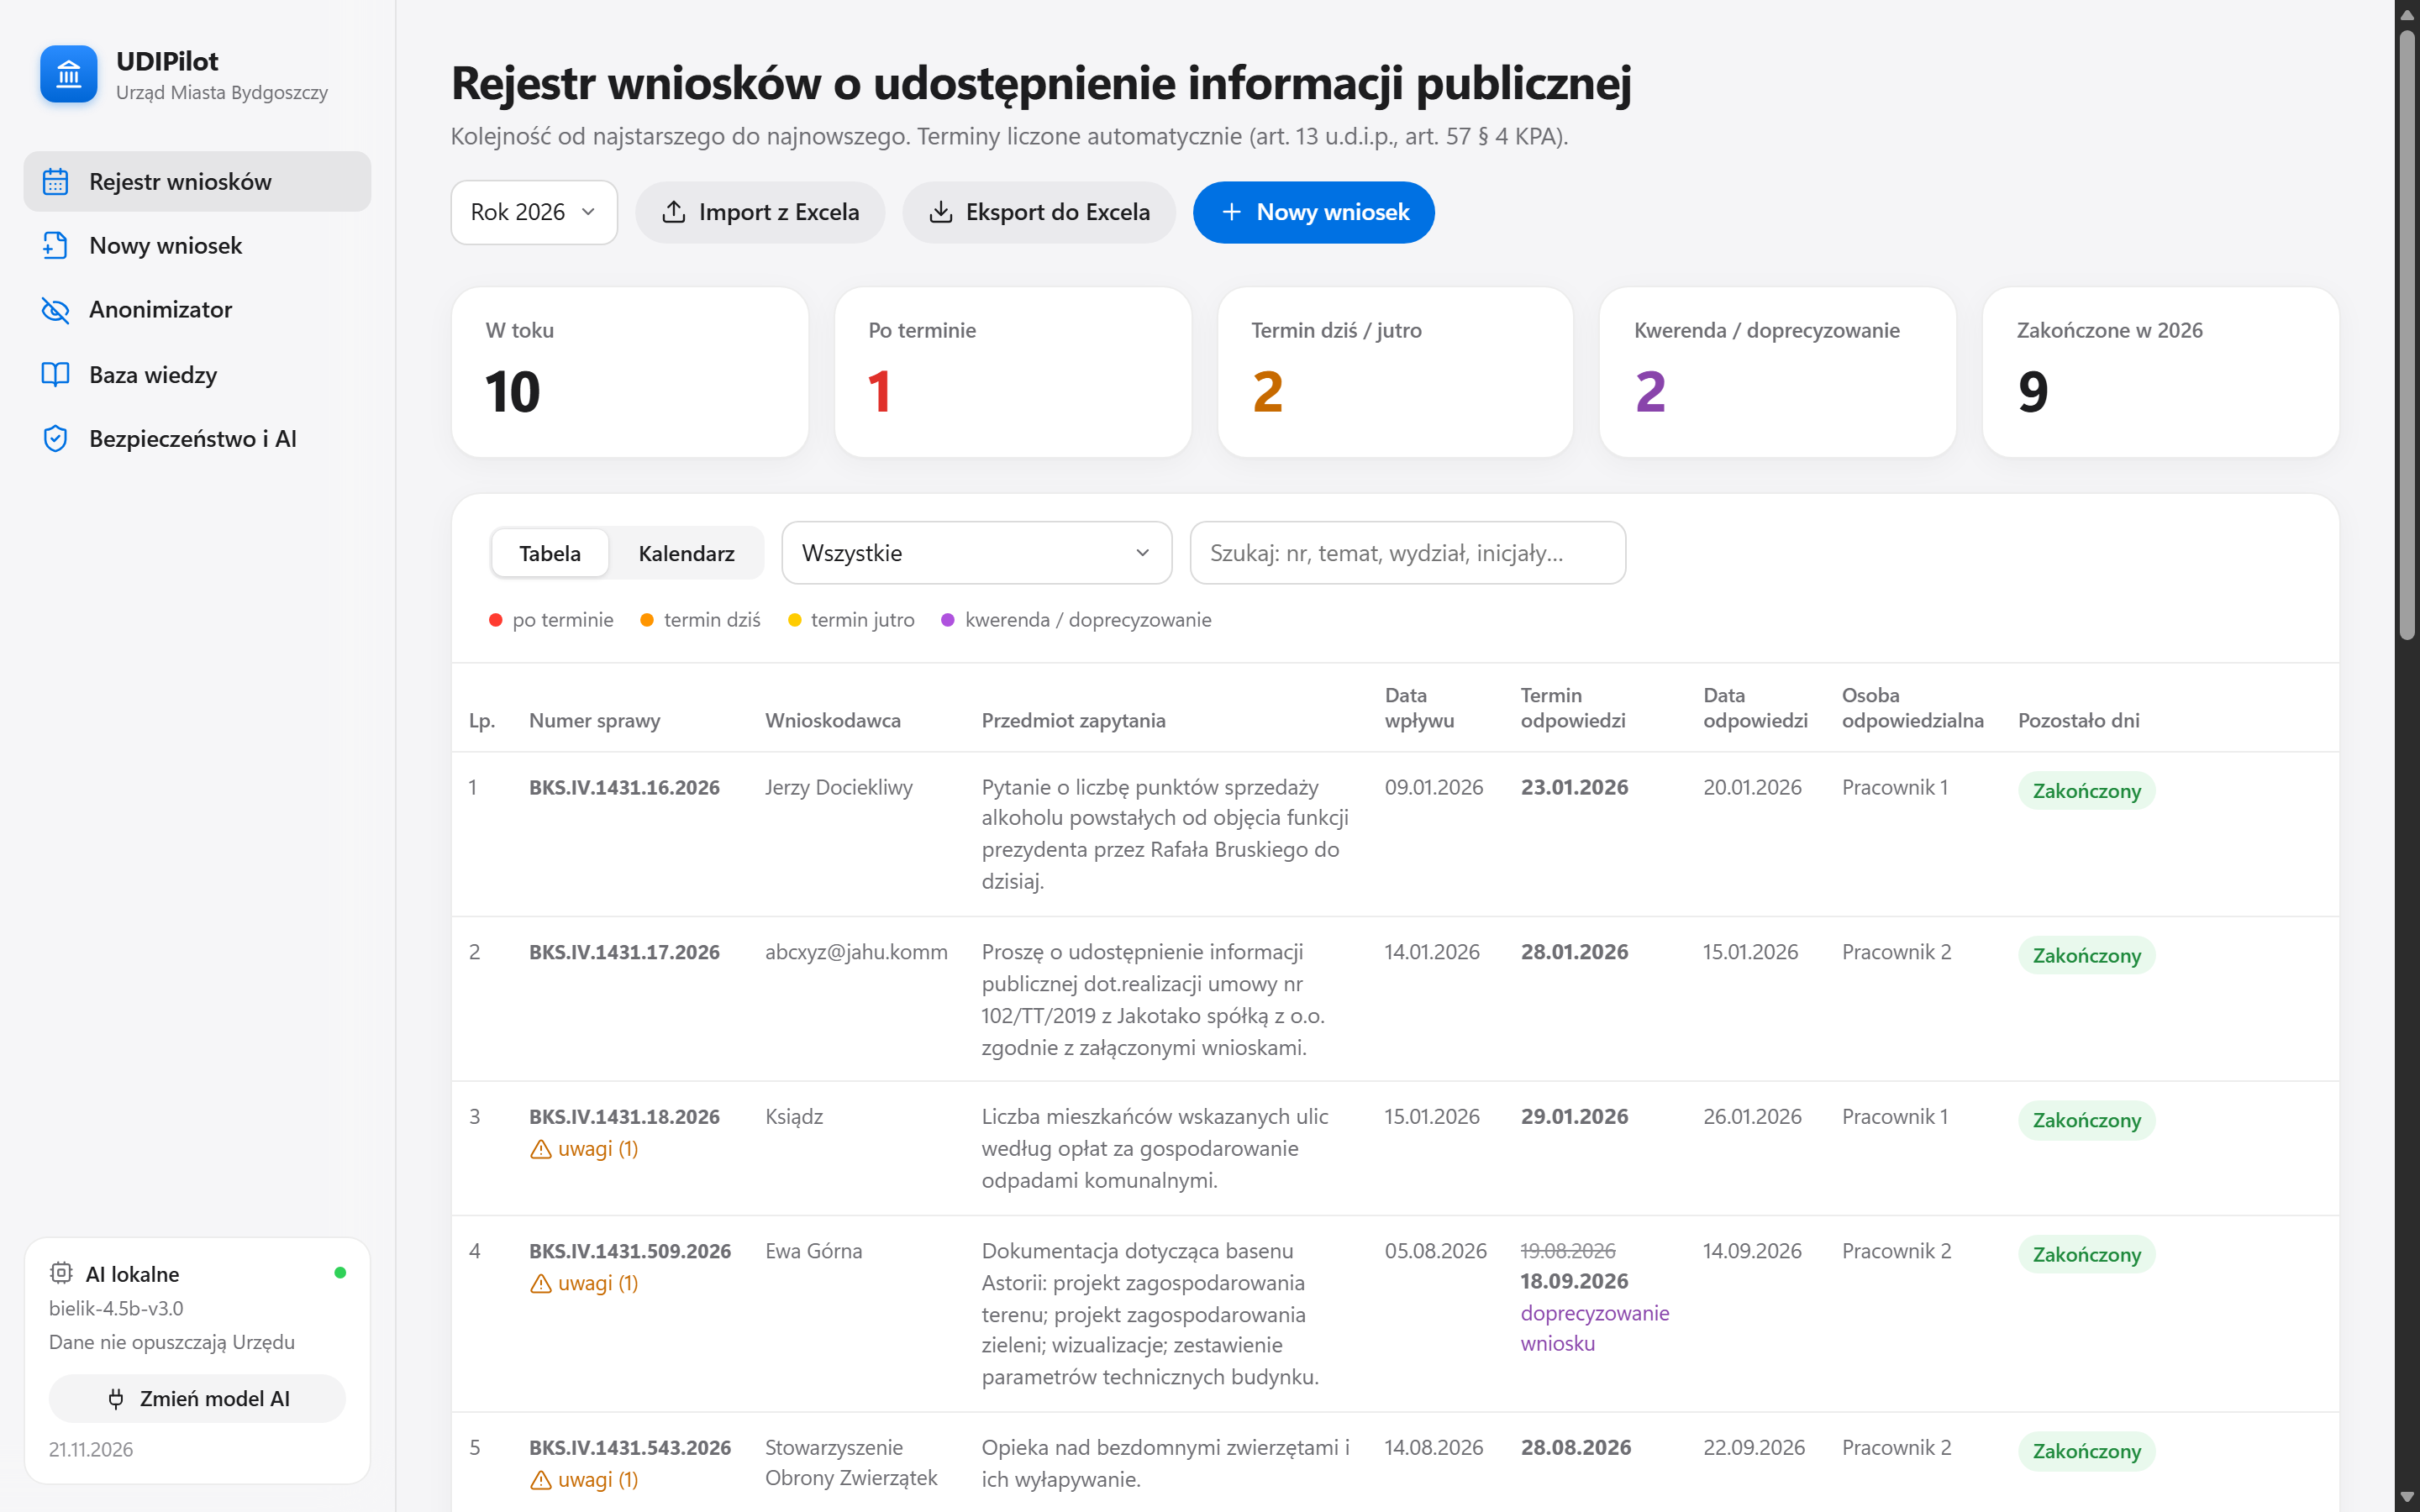 UDIPilot
Urząd Miasta Bydgoszczy
Rejestr wniosków
Nowy wniosek
Anonimizator
Baza wiedzy
Bezpieczeństwo i AI
AI lokalne
bielik-4.5b-v3.0
Dane nie opuszczają Urzędu
Zmień model AI
21.11.2026
Rejestr wniosków o udostępnienie informacji publicznej
Kolejność od najstarszego do najnowszego. Terminy liczone automatycznie (art. 13 u.d.i.p., art. 57 § 4 KPA).
Rok 2026
Import z Excela
Eksport do Excela
Nowy wniosek
W toku
10
Po terminie
1
Termin dziś / jutro
2
Kwerenda / doprecyzowanie
2
Zakończone w 2026
9
Tabela
Kalendarz
Wszystkie
Szukaj: nr, temat, wydział, inicjały...
po terminie
termin dziś
termin jutro
kwerenda / doprecyzowanie
Lp.
Numer sprawy
Wnioskodawca
Przedmiot zapytania
Data
wpływu
Termin
odpowiedzi
Data
odpowiedzi
Osoba
odpowiedzialna
Pozostało dni
1
BKS.IV.1431.16.2026
Jerzy Dociekliwy
Pytanie o liczbę punktów sprzedaży
alkoholu powstałych od objęcia funkcji
prezydenta przez Rafała Bruskiego do
dzisiaj.
09.01.2026
23.01.2026
20.01.2026
Pracownik 1
Zakończony
2
BKS.IV.1431.17.2026
abcxyz@jahu.komm
Proszę o udostępnienie informacji
publicznej dot.realizacji umowy nr
102/TT/2019 z Jakotako spółką z o.o.
zgodnie z załączonymi wnioskami.
14.01.2026
28.01.2026
15.01.2026
Pracownik 2
Zakończony
3
BKS.IV.1431.18.2026
uwagi (1)
Ksiądz
Liczba mieszkańców wskazanych ulic
według opłat za gospodarowanie
odpadami komunalnymi.
15.01.2026
29.01.2026
26.01.2026
Pracownik 1
Zakończony
4
BKS.IV.1431.509.2026
uwagi (1)
Ewa Górna
Dokumentacja dotycząca basenu
Astorii: projekt zagospodarowania
terenu; projekt zagospodarowania
zieleni; wizualizacje; zestawienie
parametrów technicznych budynku.
05.08.2026
19.08.2026
18.09.2026
doprecyzowanie
wniosku
14.09.2026
Pracownik 2
Zakończony
5
BKS.IV.1431.543.2026
uwagi (1)
Stowarzyszenie
Obrony Zwierzątek
Opieka nad bezdomnymi zwierzętami i
ich wyłapywanie.
14.08.2026
28.08.2026
22.09.2026
Pracownik 2
Zakończony